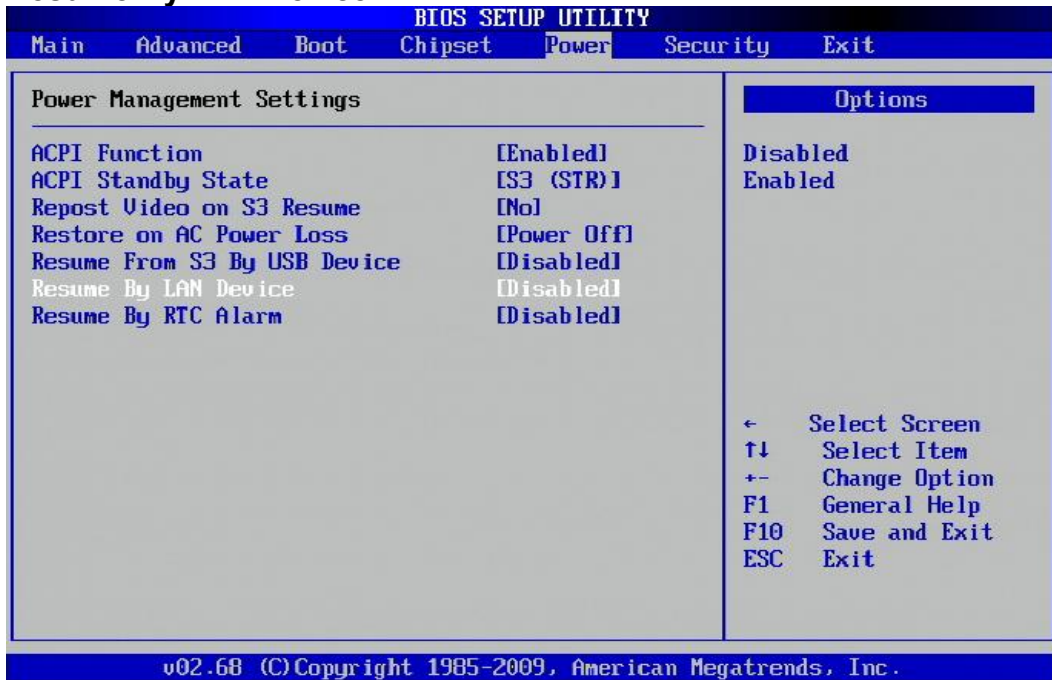 BIOS SETUP UTILITY
Main Advanced Boot Chipset Power Security Exit
Power Management Settings
ACPI Function [Enabled]
ACPI Standby State [S3 (STR)]
Repost Video on S3 Resume [No]
Restore on AC Power Loss [Power Off]
Resume From S3 By USB Device [Disabled]
Resume By LAN Device [Disabled]
Resume By RTC Alarm [Disabled]
Options
Disabled
Enabled
← Select Screen
↑↓ Select Item
+- Change Option
F1 General Help
F10 Save and Exit
ESC Exit
v02.68 (C)Copyright 1985-2009, American Megatrends, Inc.